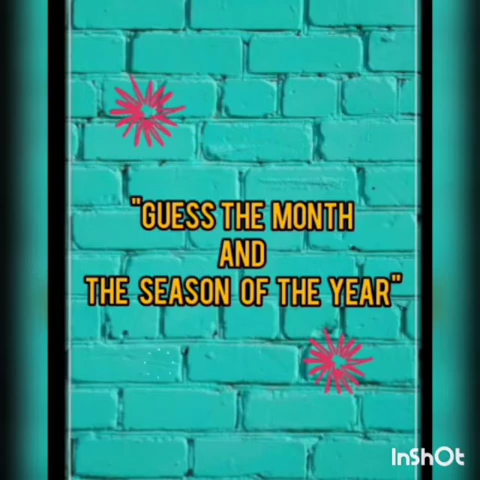 "GUESS THE MONTH
AND
THE SEASON OF THE YEAR"
InShOt